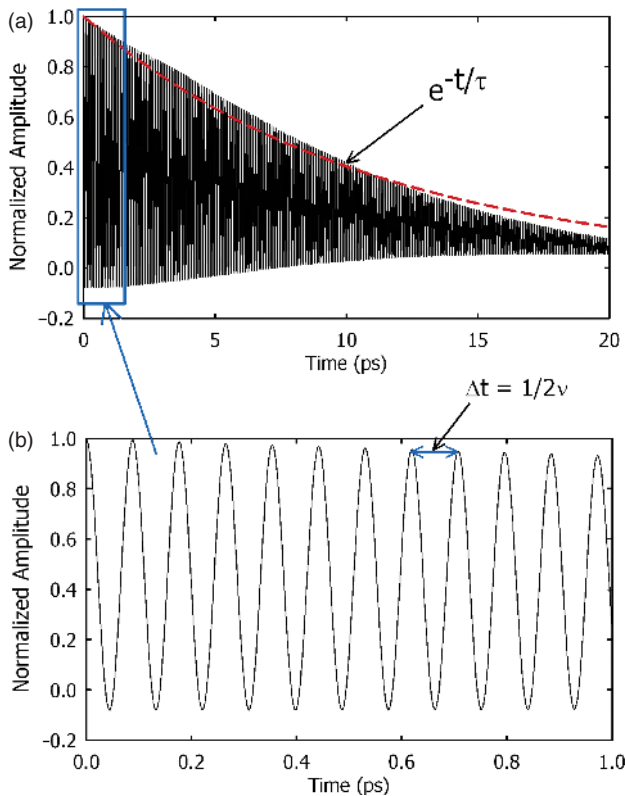 (a)
1.0
0.8
0.6
0.4
0.2
0.0
−0.2
Normalized Amplitude
e^-t/τ
0 5 10 15 20
Time (ps)
Δt = 1/2ν
(b)
1.0
0.8
0.6
0.4
0.2
0.0
−0.2
Normalized Amplitude
0.0 0.2 0.4 0.6 0.8 1.0
Time (ps)